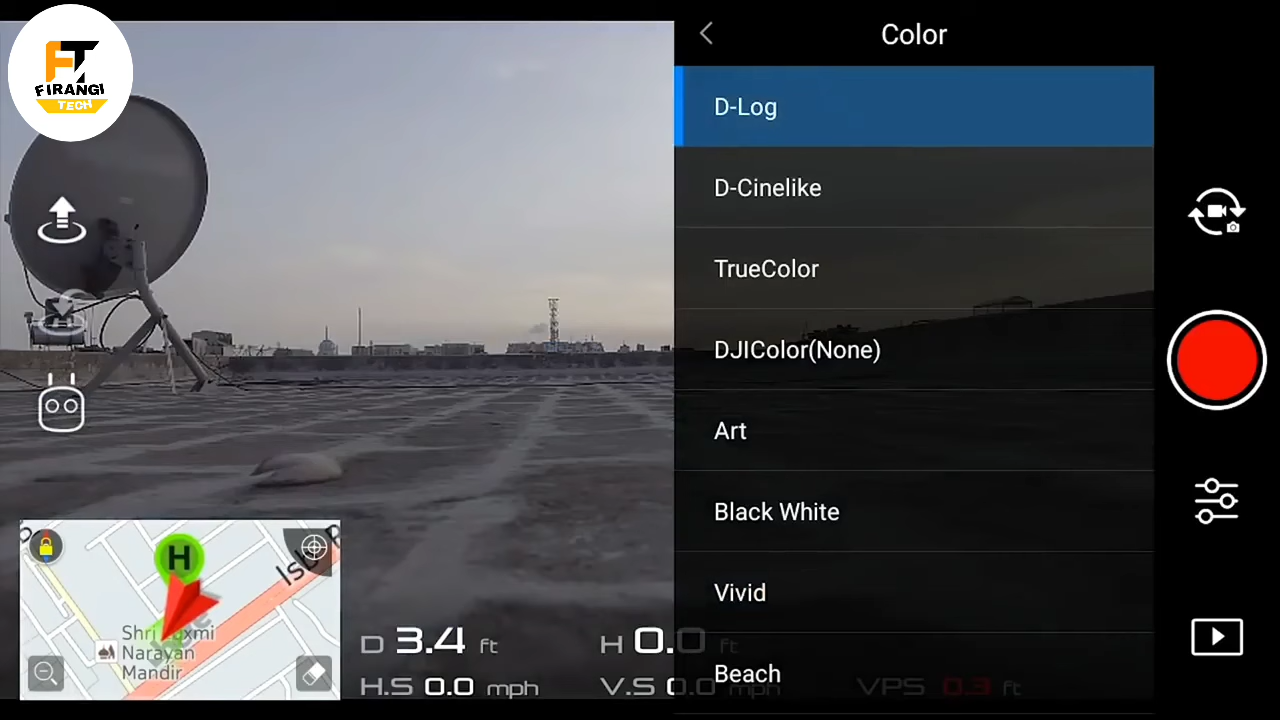 FT
FIRANGI
TECH
Color
D-Log
D-Cinelike
TrueColor
DJIColor(None)
Art
Black White
Vivid
Beach
H
Shri Laxmi
Narayan
Mandir
D 3.4 ft
H 0.0 ft
H.S 0.0 mph
V.S 0.0 mph
VPS 0.3 ft